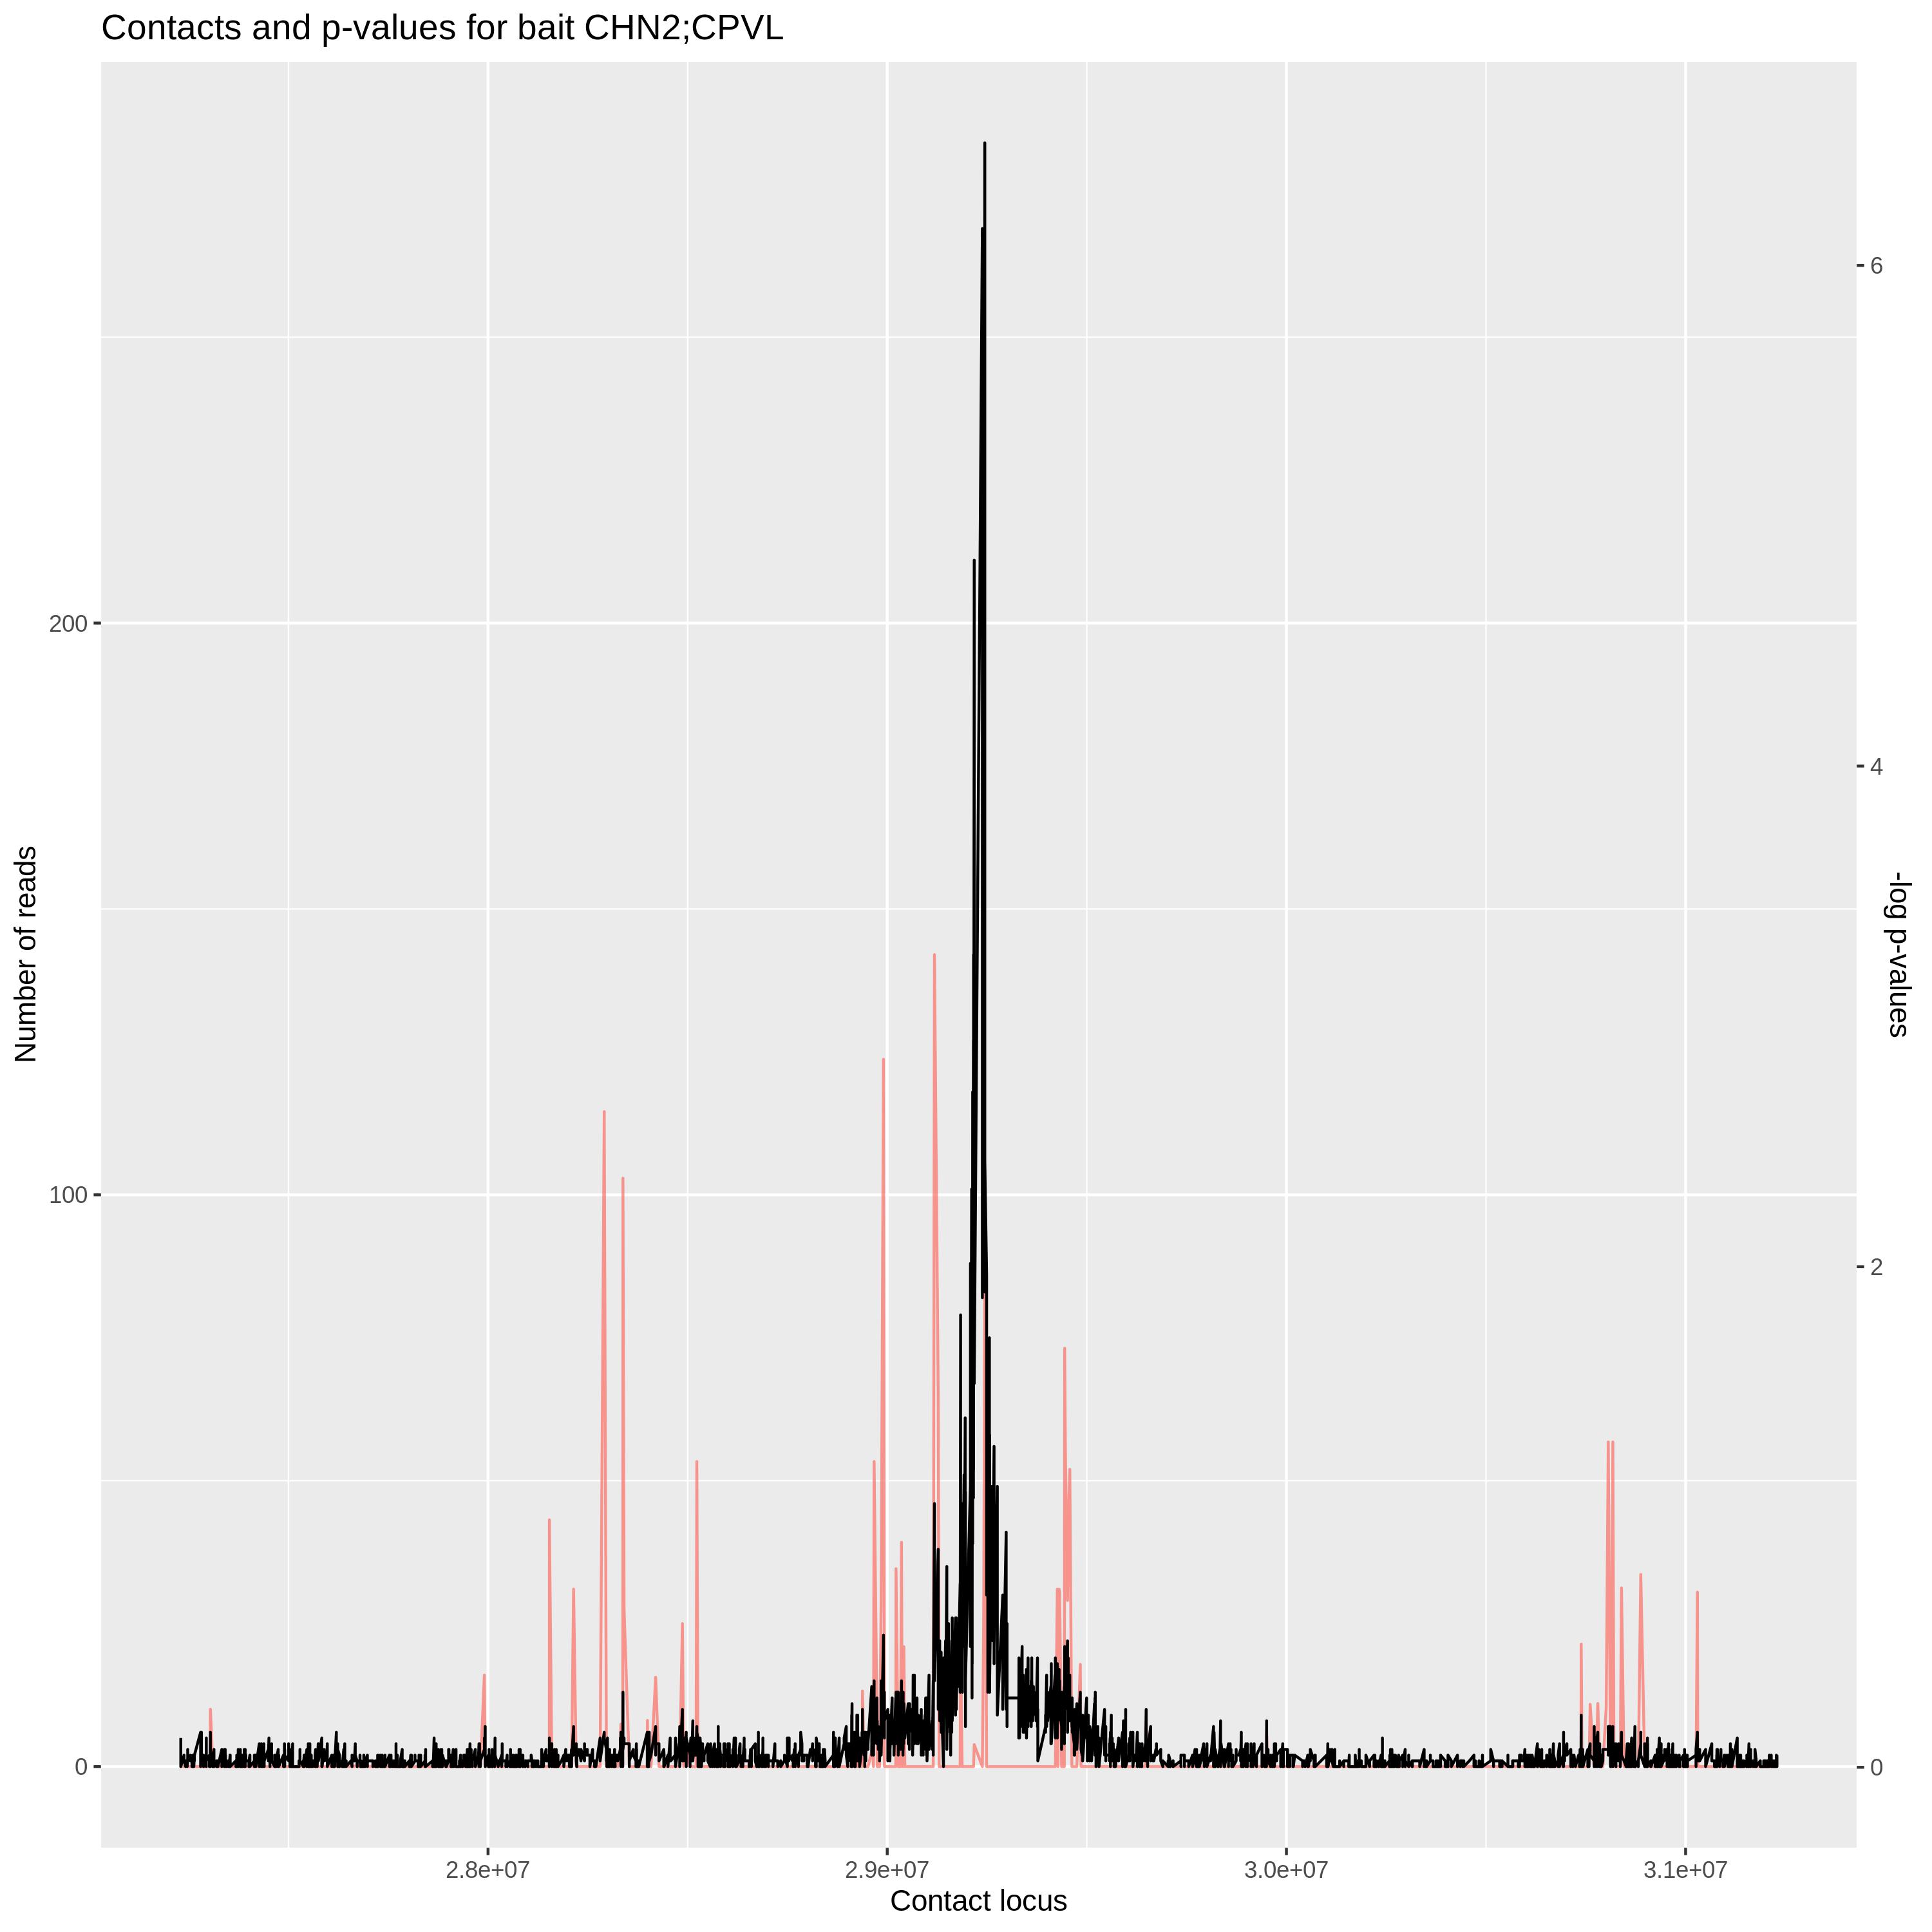 Contacts and p-values for bait CHN2;CPVL
Number of reads
200
100
0
6
4
2
0
-log p-values
2.8e+07
2.9e+07
3.0e+07
3.1e+07
Contact locus